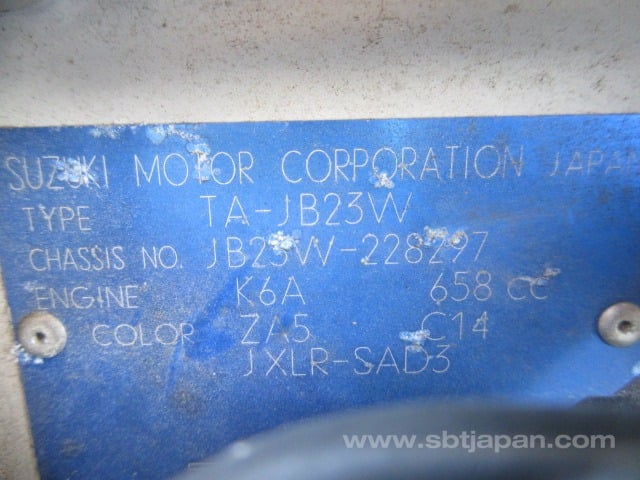 SUZUKI MOTOR CORPORATION JAPAN
TYPE TA-JB23W
CHASSIS NO. JB23W-228297
ENGINE K6A 658 cc
COLOR ZA5 C14
JXLR-SAD3
www.sbtjapan.com